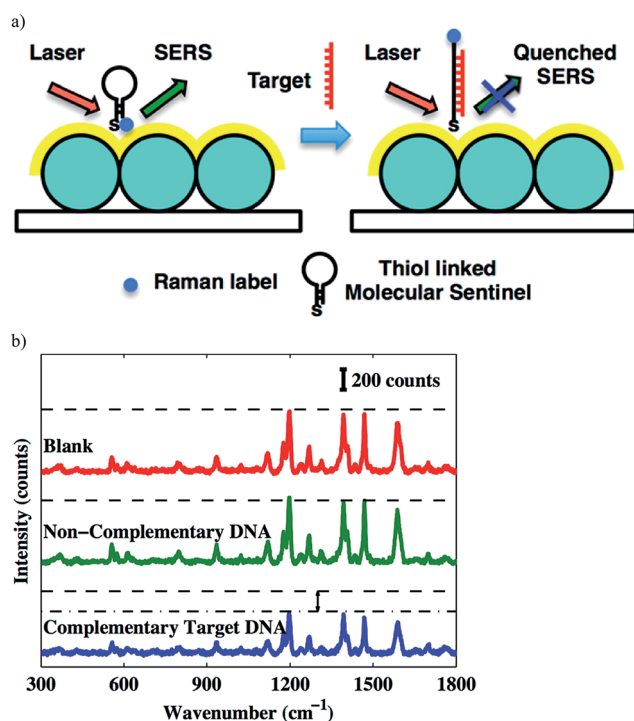 a)
Laser
SERS
S
Target
Laser
S
Quenched
SERS
Raman label
S
Thiol linked
Molecular Sentinel
b)
200 counts
Blank
Non-Complementary DNA
Complementary Target DNA
Intensity (counts)
300 600 900 1200 1500 1800
Wavenumber (cm⁻¹)